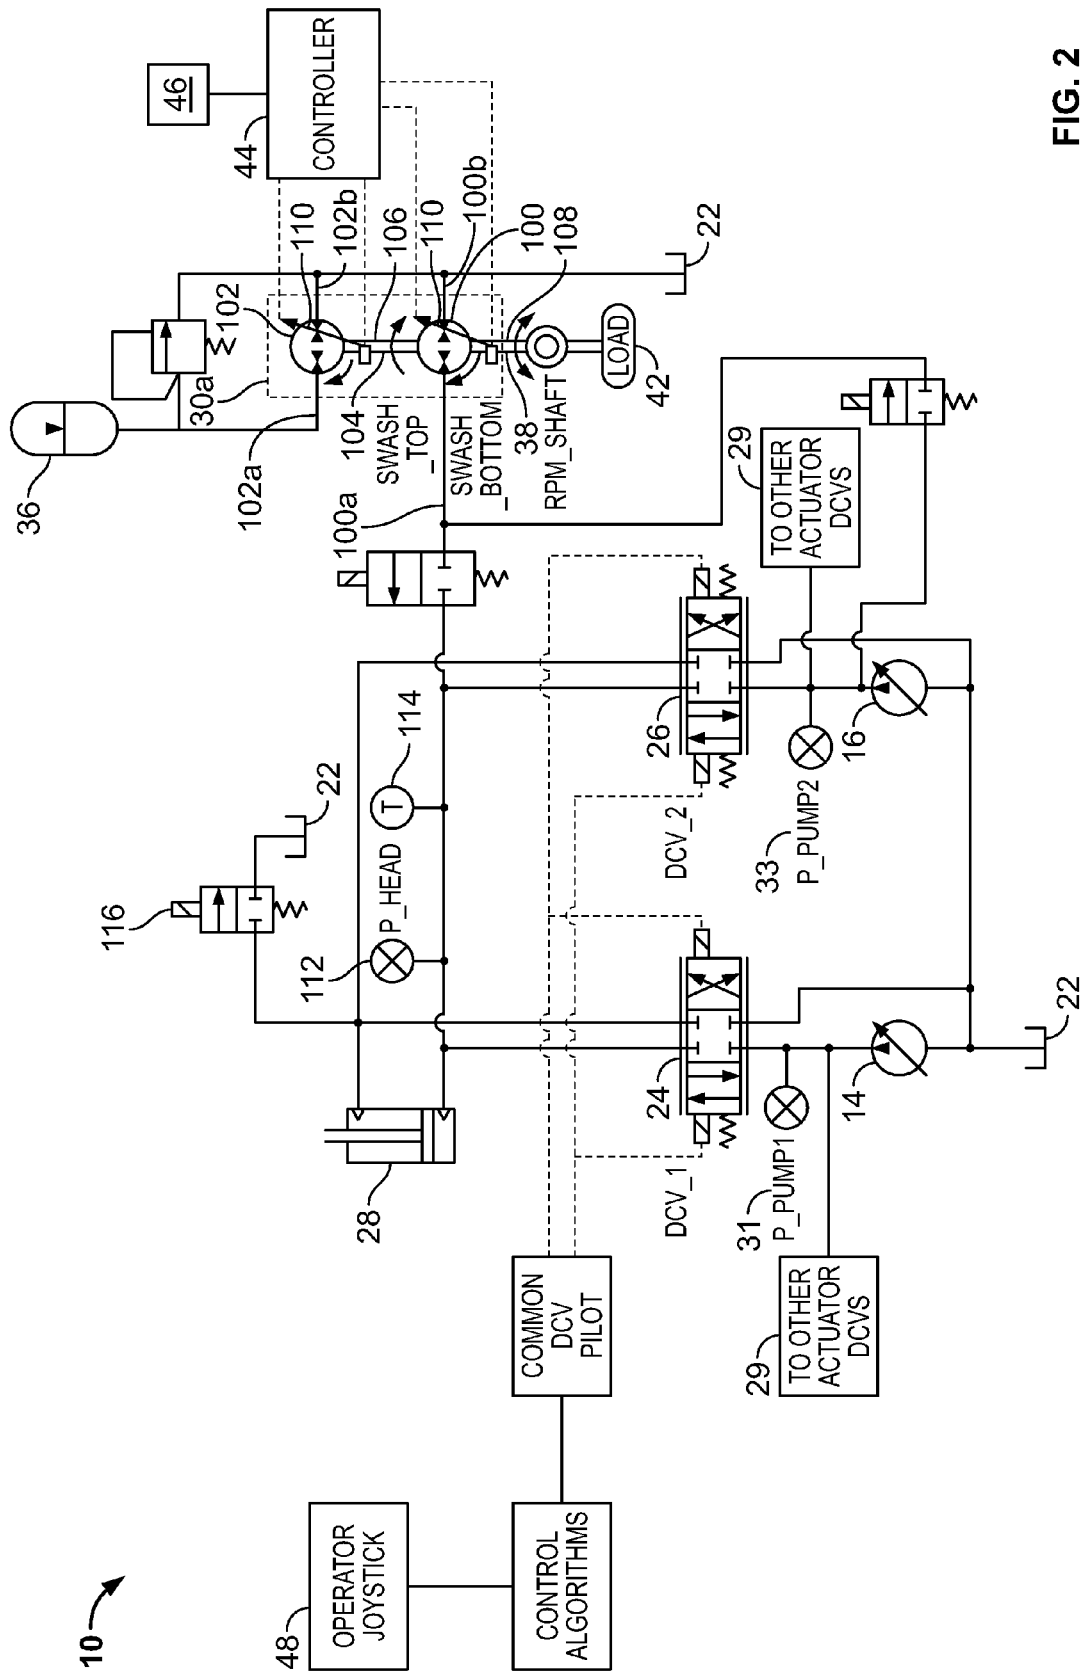 10
48
OPERATOR
JOYSTICK
CONTROL
ALGORITHMS
COMMON
DCV
PILOT
28
116
22
112
P_HEAD
T
114
36
102a
100a
30a
102
110
102b
104
106
SWASH
_TOP
SWASH
_BOTTOM
110
100b
100
108
38
RPM_SHAFT
LOAD
42
22
44
CONTROLLER
46
24
DCV_1
26
DCV_2
29
TO OTHER
ACTUATOR
DCVS
31
P_PUMP1
14
22
33
P_PUMP2
16
29
TO OTHER
ACTUATOR
DCVS
FIG. 2